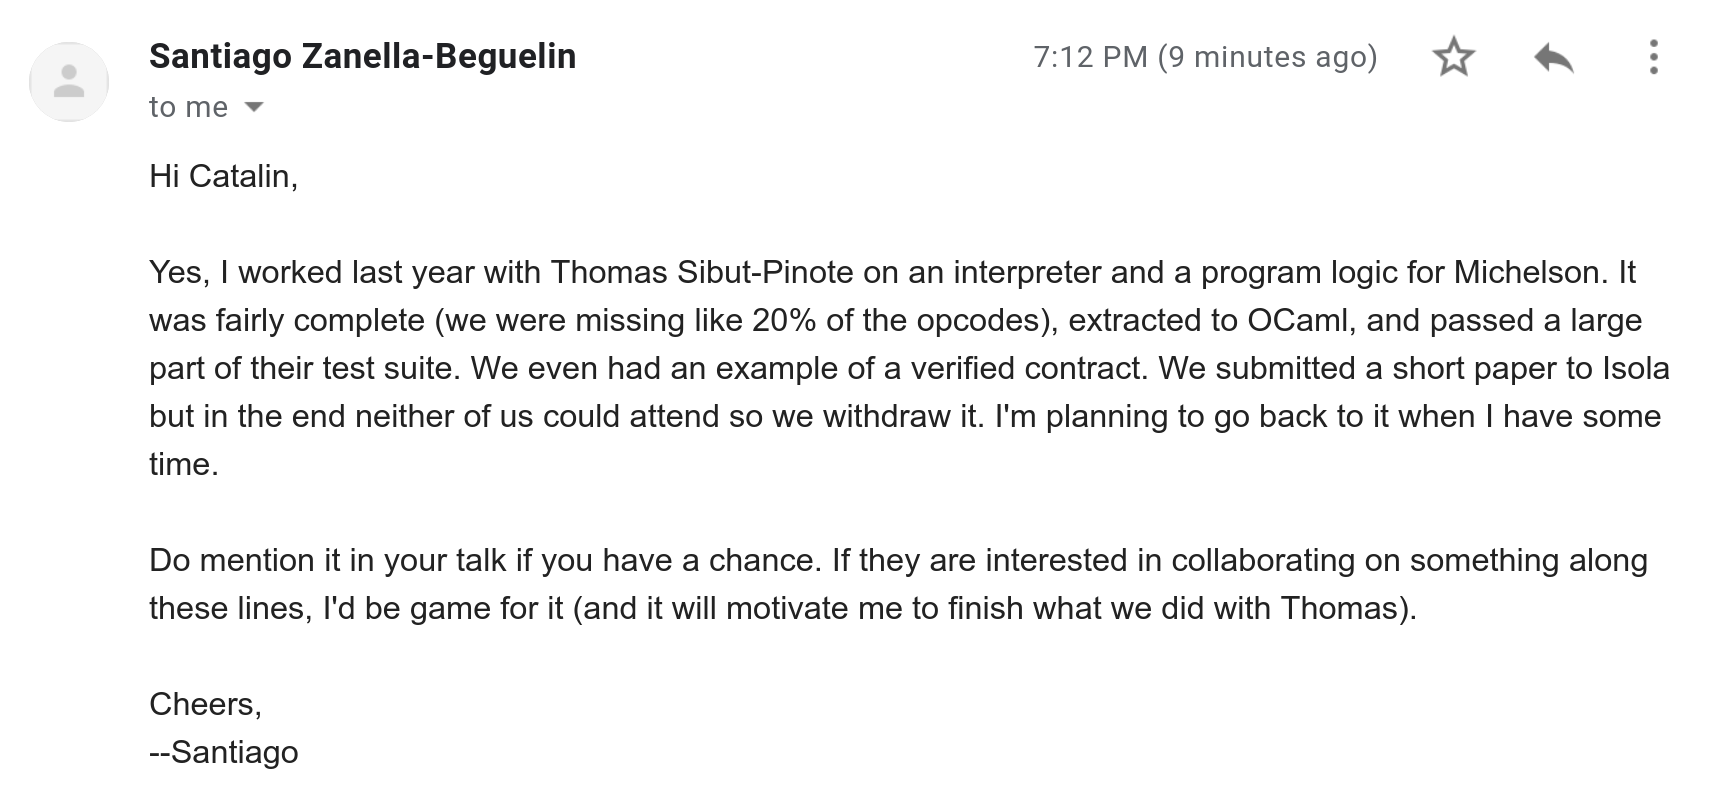 Santiago Zanella-Beguelin
7:12 PM (9 minutes ago)
to me
Hi Catalin,
Yes, I worked last year with Thomas Sibut-Pinote on an interpreter and a program logic for Michelson. It
was fairly complete (we were missing like 20% of the opcodes), extracted to OCaml, and passed a large
part of their test suite. We even had an example of a verified contract. We submitted a short paper to Isola
but in the end neither of us could attend so we withdraw it. I'm planning to go back to it when I have some
time.
Do mention it in your talk if you have a chance. If they are interested in collaborating on something along
these lines, I'd be game for it (and it will motivate me to finish what we did with Thomas).
Cheers,
--Santiago